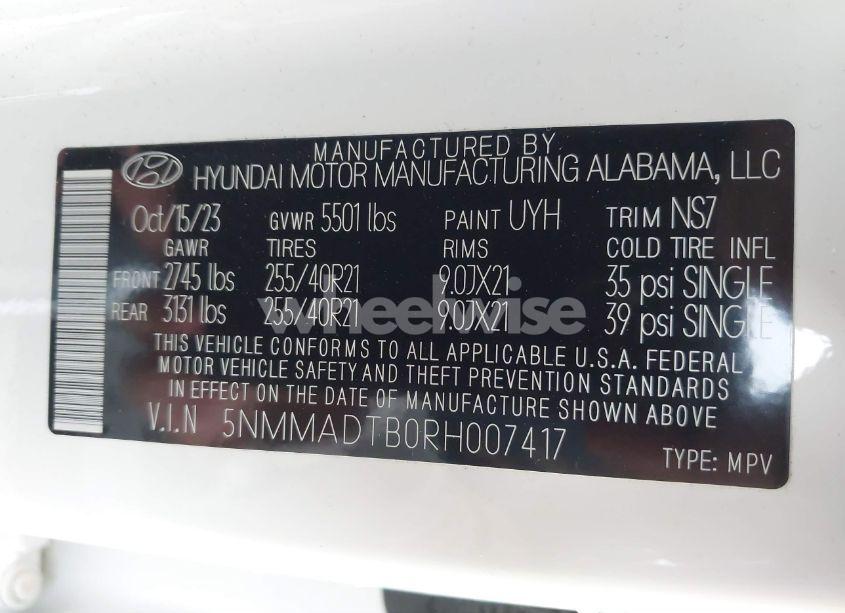 MANUFACTURED BY
HYUNDAI MOTOR MANUFACTURING ALABAMA, LLC
Oct/15/23 GVWR 5501 lbs PAINT UYH TRIM NS7
GAWR TIRES RIMS COLD TIRE INFL
FRONT 2745 lbs 255/40R21 9.0JX21 35 psi SINGLE
REAR 3131 lbs 255/40R21 9.0JX21 39 psi SINGLE
wheelwise
THIS VEHICLE CONFORMS TO ALL APPLICABLE U.S.A. FEDERAL
MOTOR VEHICLE SAFETY AND THEFT PREVENTION STANDARDS
IN EFFECT ON THE DATE OF MANUFACTURE SHOWN ABOVE
V.I.N 5NMMADTB0RH007417
TYPE: MPV